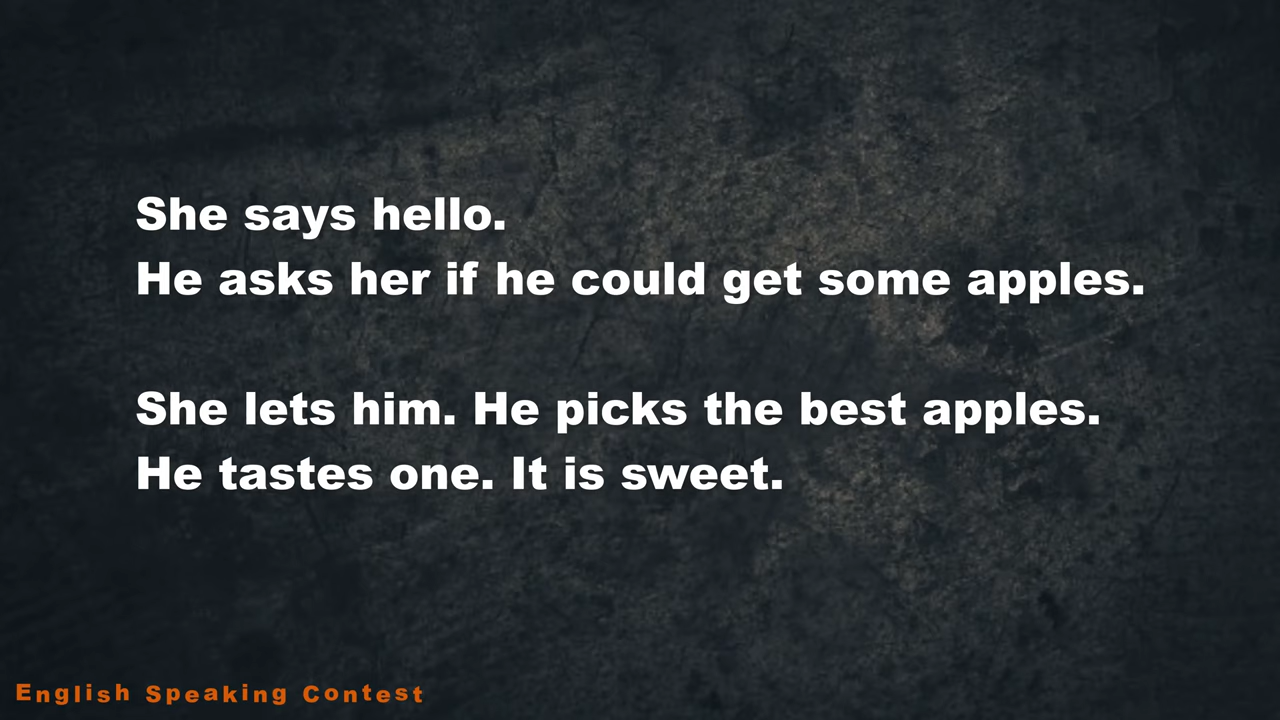 She says hello.
He asks her if he could get some apples.
She lets him. He picks the best apples.
He tastes one. It is sweet.
English Speaking Contest